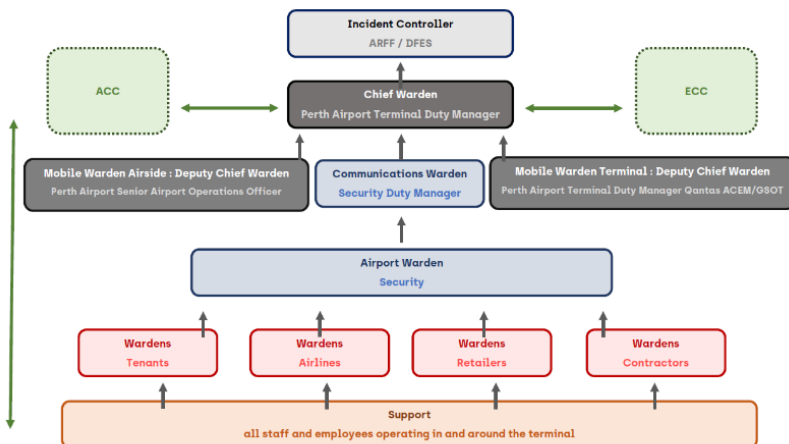 Incident Controller
ARFF / DFES
ACC
Chief Warden
Perth Airport Terminal Duty Manager
ECC
Mobile Warden Airside : Deputy Chief Warden
Perth Airport Senior Airport Operations Officer
Communications Warden
Security Duty Manager
Mobile Warden Terminal : Deputy Chief Warden
Perth Airport Terminal Duty Manager Qantas ACEM/GSOT
Airport Warden
Security
Wardens
Tenants
Wardens
Airlines
Wardens
Retailers
Wardens
Contractors
Support
all staff and employees operating in and around the terminal